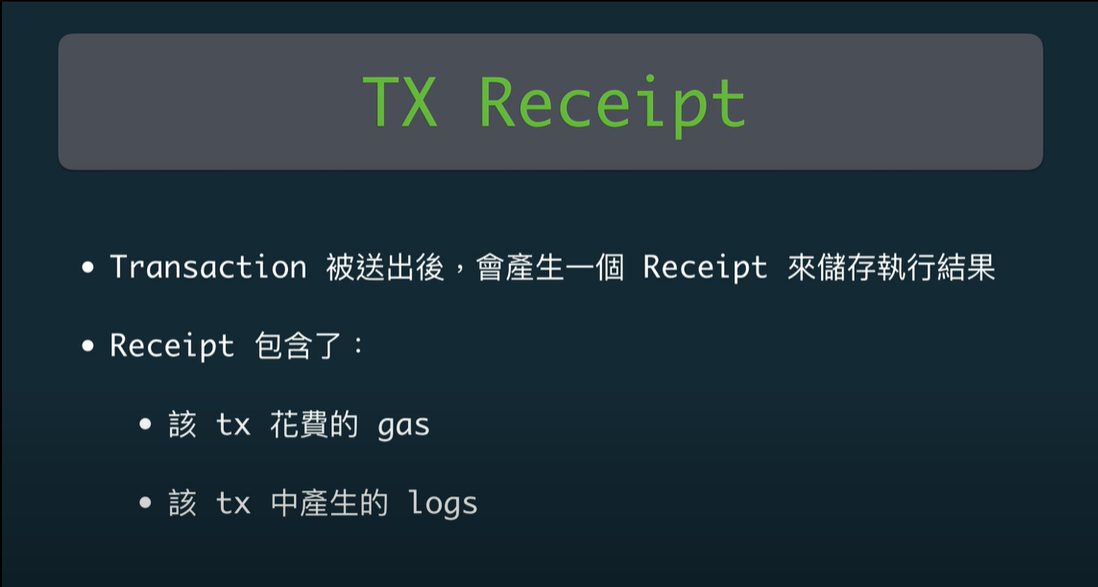 TX Receipt
• Transaction 被送出後，會產生一個 Receipt 來儲存執行結果
• Receipt 包含了：
• 該 tx 花費的 gas
• 該 tx 中產生的 logs